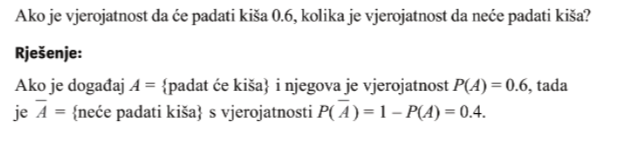 Ako je vjerojatnost da će padati kiša 0.6, kolika je vjerojatnost da neće padati kiša?
Rješenje:
Ako je događaj A = {padat će kiša} i njegova je vjerojatnost P(A) = 0.6, tada
je A̅ = {neće padati kiša} s vjerojatnosti P(A̅) = 1 – P(A) = 0.4.